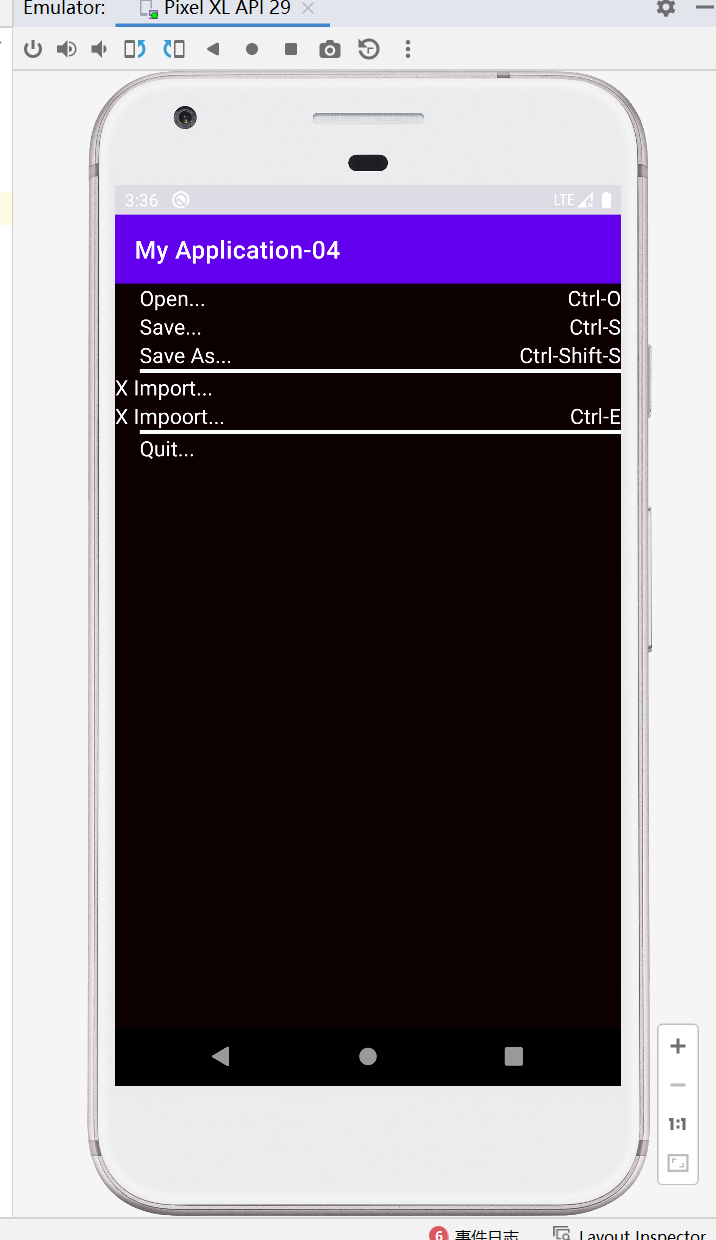 Emulator: Pixel XL API 29
3:36 LTE
My Application-04
Open... Ctrl-O
Save... Ctrl-S
Save As... Ctrl-Shift-S
X Import...
X Impoort... Ctrl-E
Quit...
1:1
6 事件日志 Layout Inspector